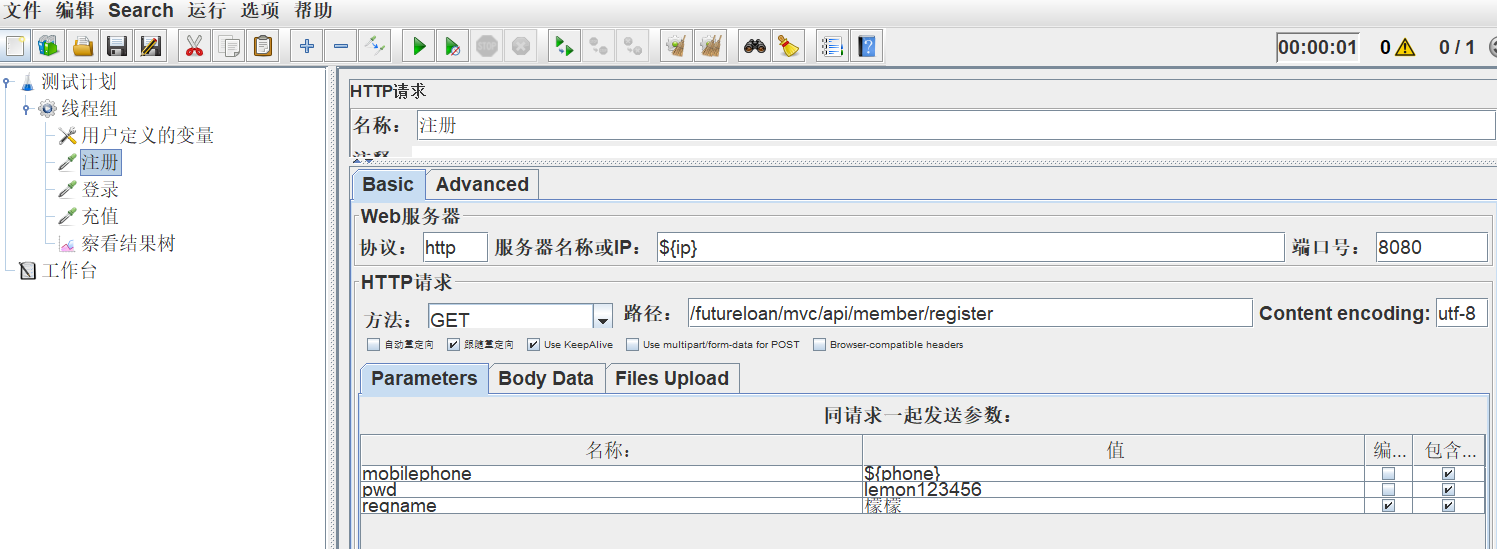 文件 编辑 Search 运行 选项 帮助
00:00:01 0 0 / 1
测试计划
线程组
用户定义的变量
注册
登录
充值
察看结果树
工作台
HTTP请求
名称： 注册
注释
Basic Advanced
Web服务器
协议： http 服务器名称或IP： ${ip} 端口号： 8080
HTTP请求
方法： GET 路径： /futureloan/mvc/api/member/register Content encoding: utf-8
自动重定向 跟随重定向 Use KeepAlive Use multipart/form-data for POST Browser-compatible headers
Parameters Body Data Files Upload
同请求一起发送参数：
名称： 值 编... 包含...
mobilephone ${phone}
pwd lemon123456
regname 檬檬